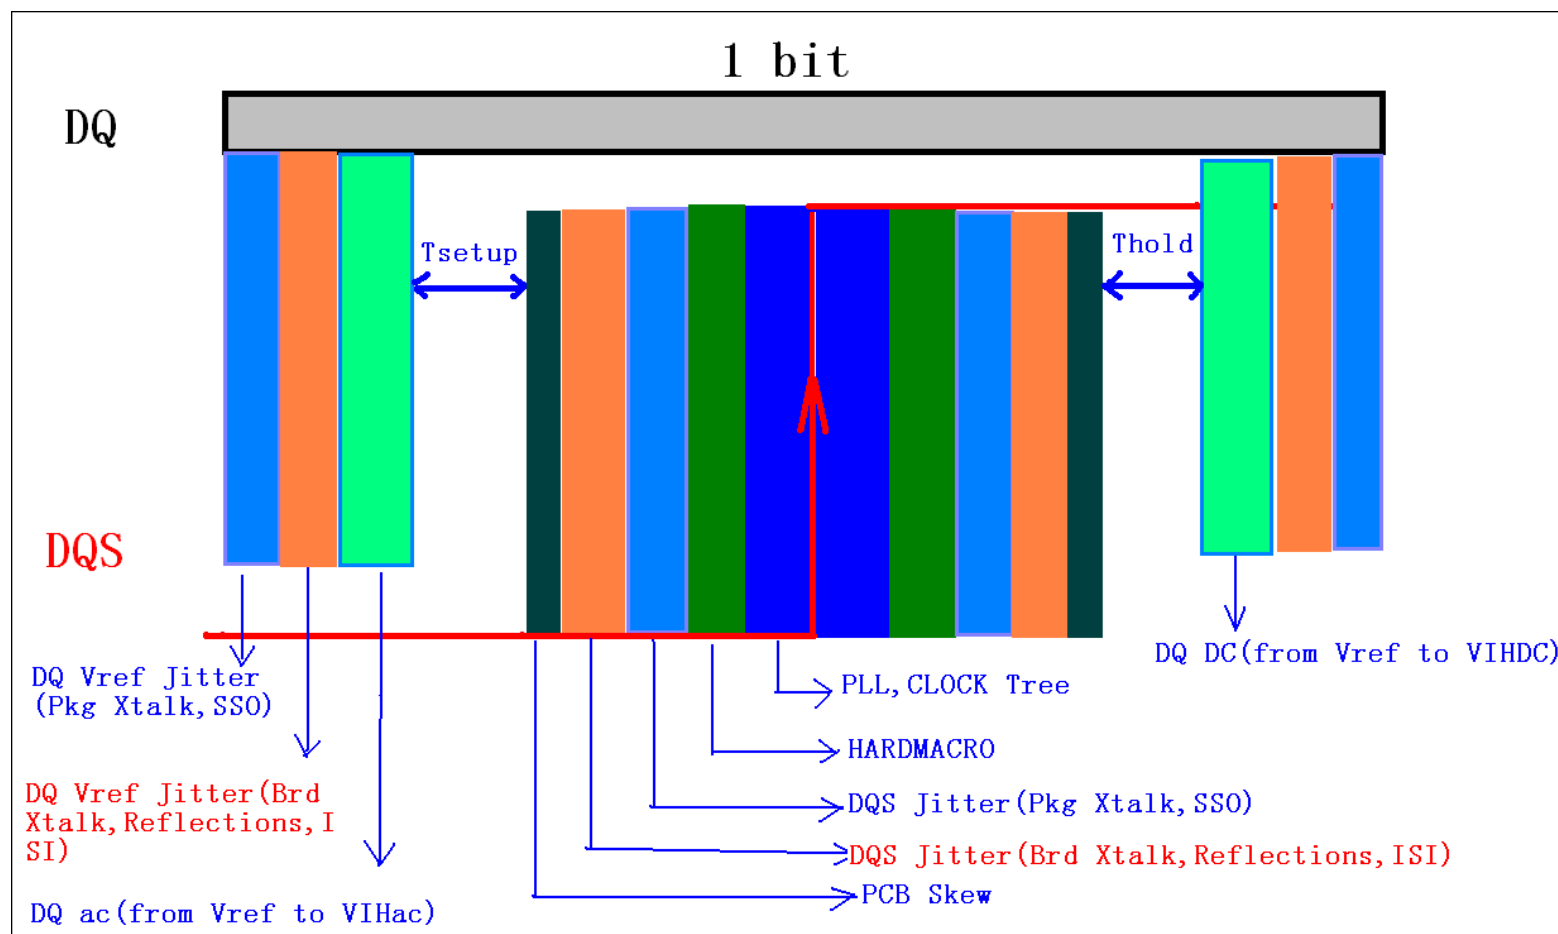 1 bit
DQ
Tsetup
Thold
DQS
DQ Vref Jitter
(Pkg Xtalk,SSO)
DQ Vref Jitter(Brd
Xtalk,Reflections,I
SI)
DQ ac(from Vref to VIHac)
PLL,CLOCK Tree
HARDMACRO
DQS Jitter(Pkg Xtalk,SSO)
DQS Jitter(Brd Xtalk,Reflections,ISI)
PCB Skew
DQ DC(from Vref to VIHDC)